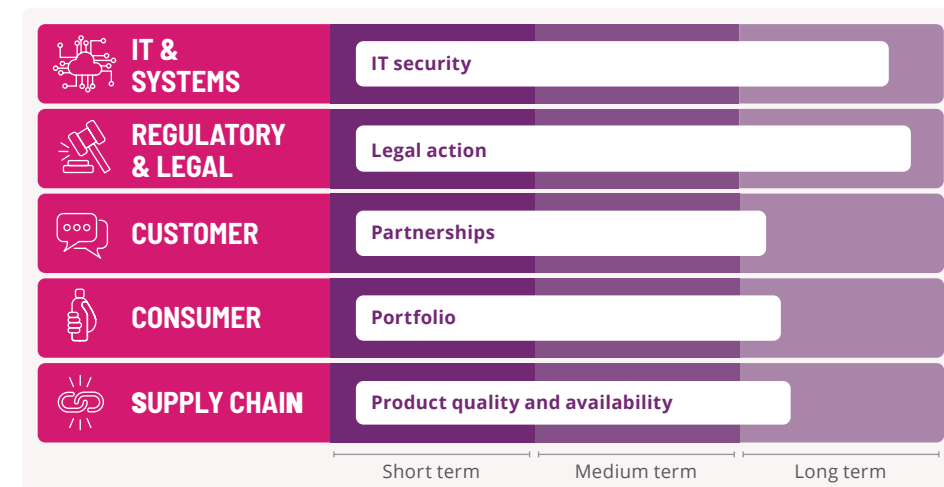 IT &
SYSTEMS
IT security
REGULATORY
& LEGAL
Legal action
CUSTOMER
Partnerships
CONSUMER
Portfolio
SUPPLY CHAIN
Product quality and availability
Short term
Medium term
Long term